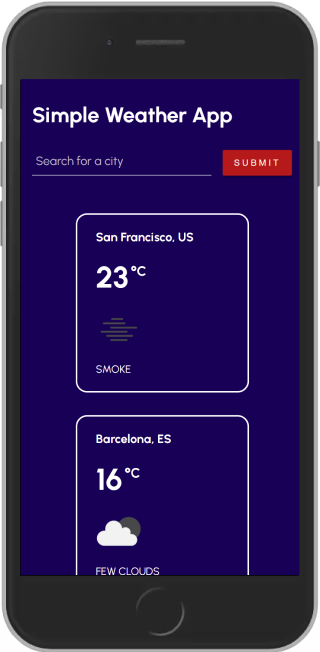 Simple Weather App
Search for a city
SUBMIT
San Francisco, US
23°C
SMOKE
Barcelona, ES
16°C
FEW CLOUDS